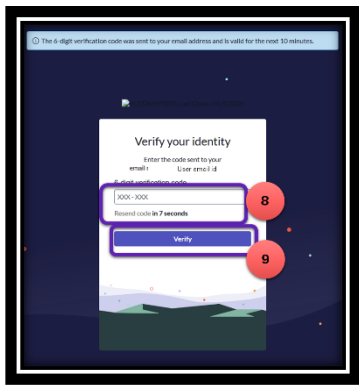 The 6-digit verification code was sent to your email address and is valid for the next 10 minutes.
Verify your identity
Enter the code sent to your
email User email id
6-digit verification code
XXX-XXX
8
Resend code in 7 seconds
Verify
9